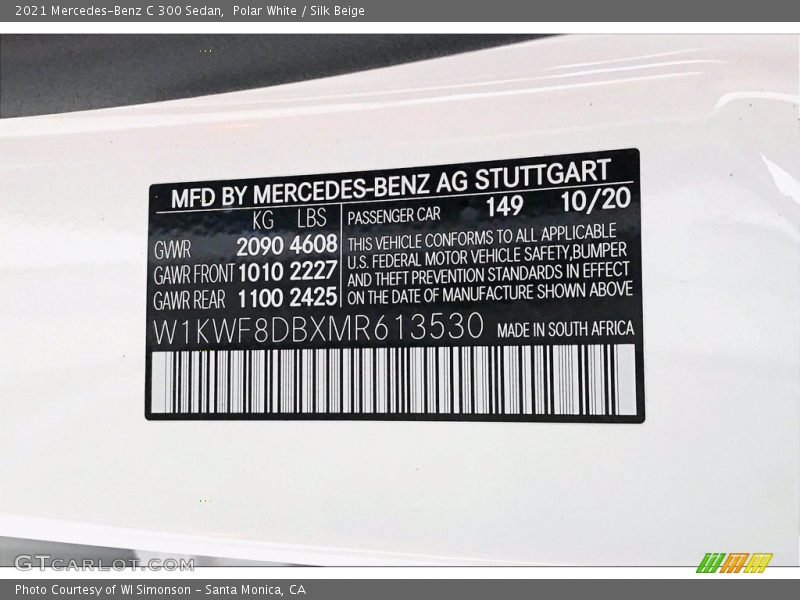 2021 Mercedes-Benz C 300 Sedan, Polar White / Silk Beige
MFD BY MERCEDES-BENZ AG STUTTGART
KG LBS
GVWR 2090 4608
GAWR FRONT 1010 2227
GAWR REAR 1100 2425
PASSENGER CAR 149 10/20
THIS VEHICLE CONFORMS TO ALL APPLICABLE
U.S. FEDERAL MOTOR VEHICLE SAFETY,BUMPER
AND THEFT PREVENTION STANDARDS IN EFFECT
ON THE DATE OF MANUFACTURE SHOWN ABOVE
W1KWF8DBXMR613530 MADE IN SOUTH AFRICA
GTCARLOT.COM
Photo Courtesy of WI Simonson - Santa Monica, CA